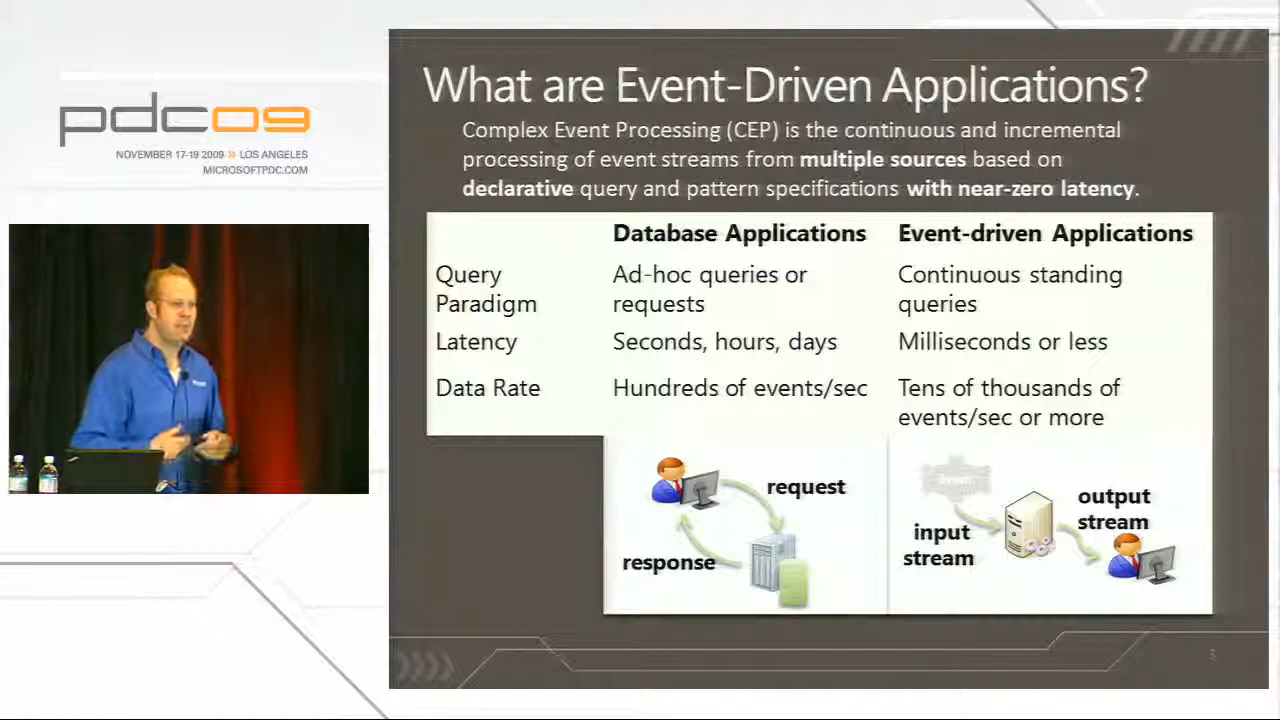 pdc09
NOVEMBER 17-19 2009 » LOS ANGELES
MICROSOFTPDC.COM
What are Event-Driven Applications?
Complex Event Processing (CEP) is the continuous and incremental
processing of event streams from multiple sources based on
declarative query and pattern specifications with near-zero latency.
Database Applications
Event-driven Applications
Query
Paradigm
Ad-hoc queries or
requests
Continuous standing
queries
Latency
Seconds, hours, days
Milliseconds or less
Data Rate
Hundreds of events/sec
Tens of thousands of
events/sec or more
request
response
input
stream
output
stream
3